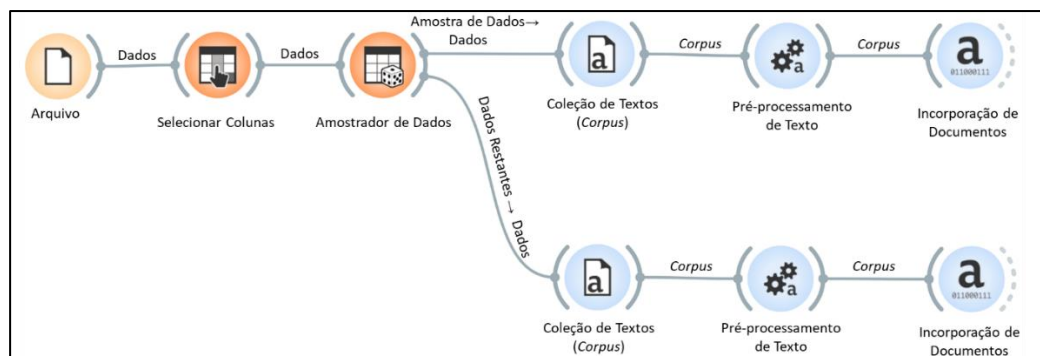 Amostra de Dados→
Dados
Dados
Dados
Corpus
Corpus
a
a
a
011000111
Arquivo
Selecionar Colunas
Amostrador de Dados
Coleção de Textos
(Corpus)
Pré-processamento
de Texto
Incorporação de
Documentos
Dados Restantes → Dados
Corpus
Corpus
a
a
a
011000111
Coleção de Textos
(Corpus)
Pré-processamento
de Texto
Incorporação de
Documentos